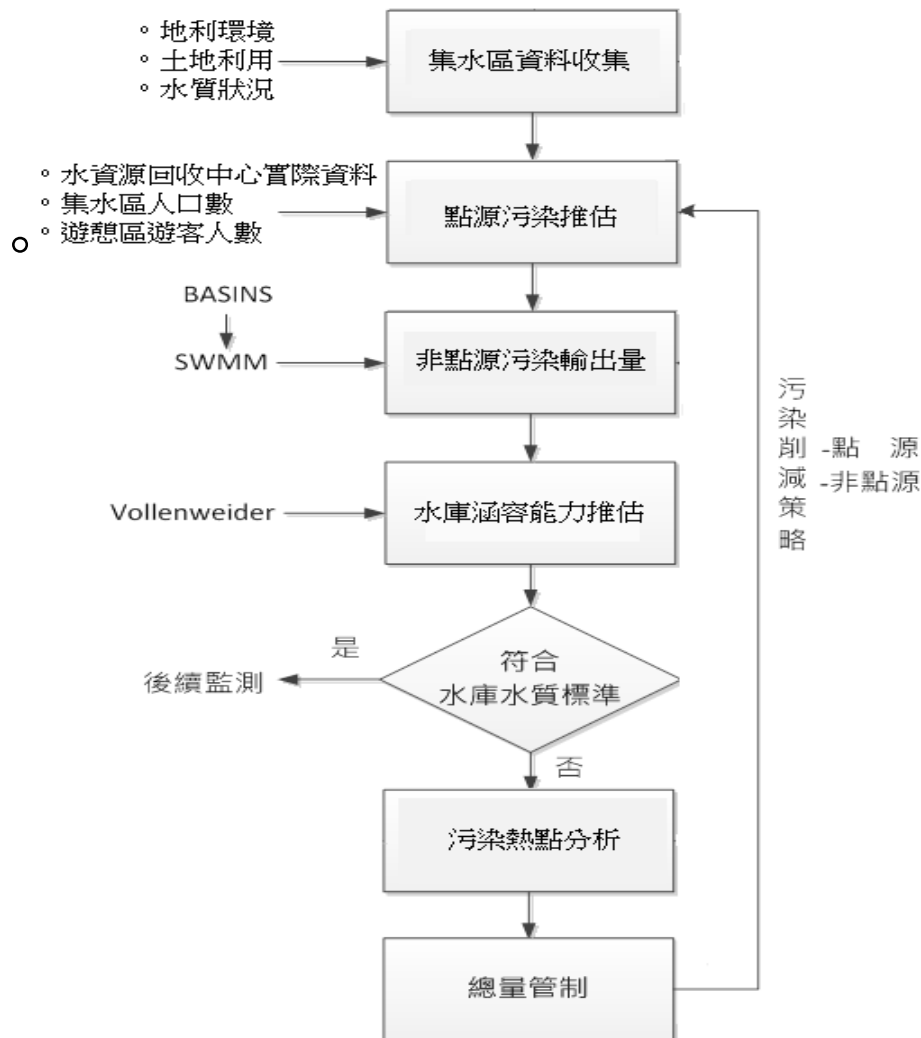 。地利環境
。土地利用
。水質狀況
集水區資料收集
。水資源回收中心實際資料
。集水區人口數
。遊憩區遊客人數
點源污染推估
BASINS
SWMM
非點源污染輸出量
Vollenweider
水庫涵容能力推估
符合
水庫水質標準
是
後續監測
否
污染熱點分析
總量管制
污染削減策略
-點 源
-非點源